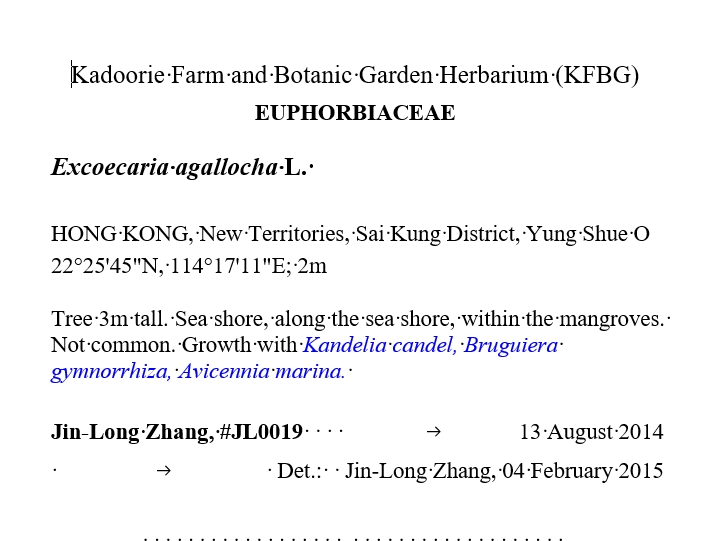 Kadoorie Farm and Botanic Garden Herbarium (KFBG)
EUPHORBIACEAE
Excoecaria agallocha L.
HONG KONG, New Territories, Sai Kung District, Yung Shue O
22°25'45"N, 114°17'11"E; 2m
Tree 3m tall. Sea shore, along the sea shore, within the mangroves.
Not common. Growth with Kandelia candel, Bruguiera
gymnorrhiza, Avicennia marina.
Jin-Long Zhang, #JL0019 → 13 August 2014
→ Det.: Jin-Long Zhang, 04 February 2015